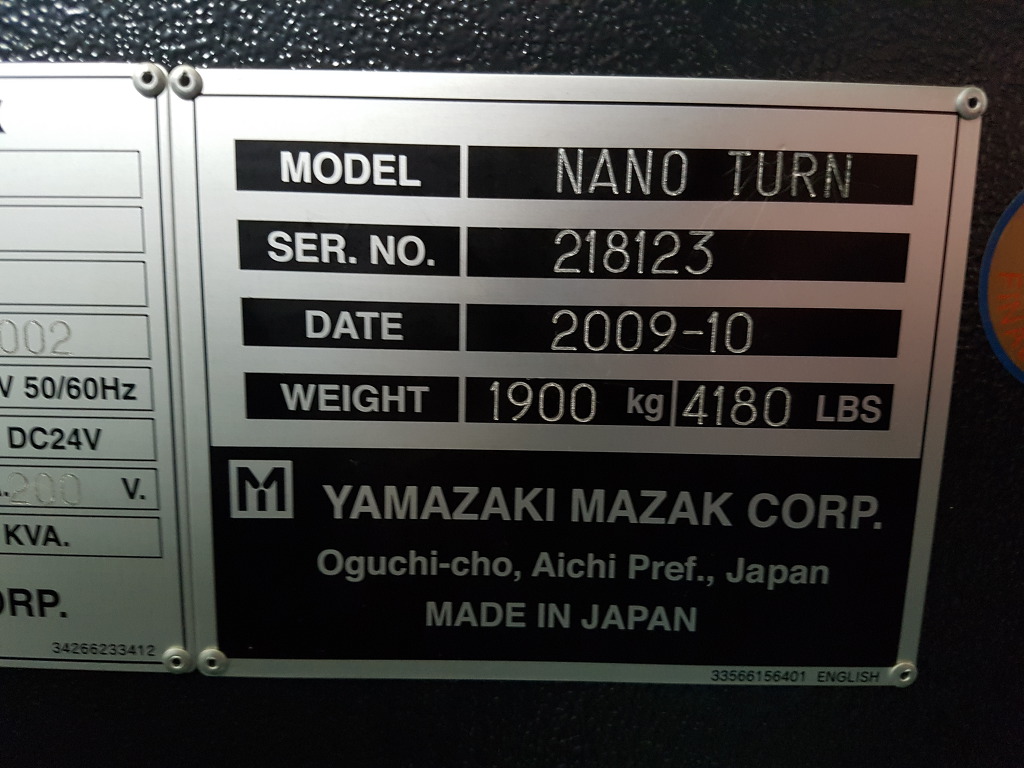 002
V 50/60Hz
DC24V
200 V.
KVA.
ORP.
34266233412
MODEL NANO TURN
SER. NO. 218123
DATE 2009-10
WEIGHT 1900 kg 4180 LBS
YAMAZAKI MAZAK CORP.
Oguchi-cho, Aichi Pref., Japan
MADE IN JAPAN
33566156401 ENGLISH